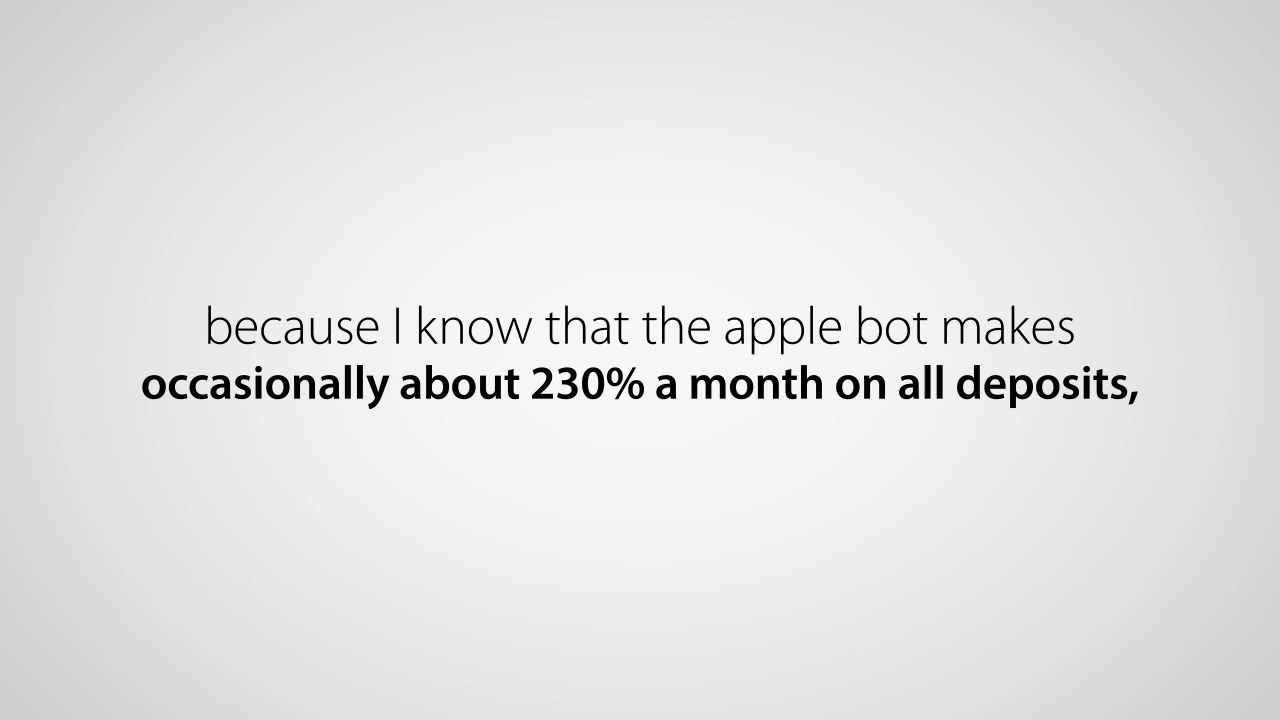 because I know that the apple bot makes
occasionally about 230% a month on all deposits,